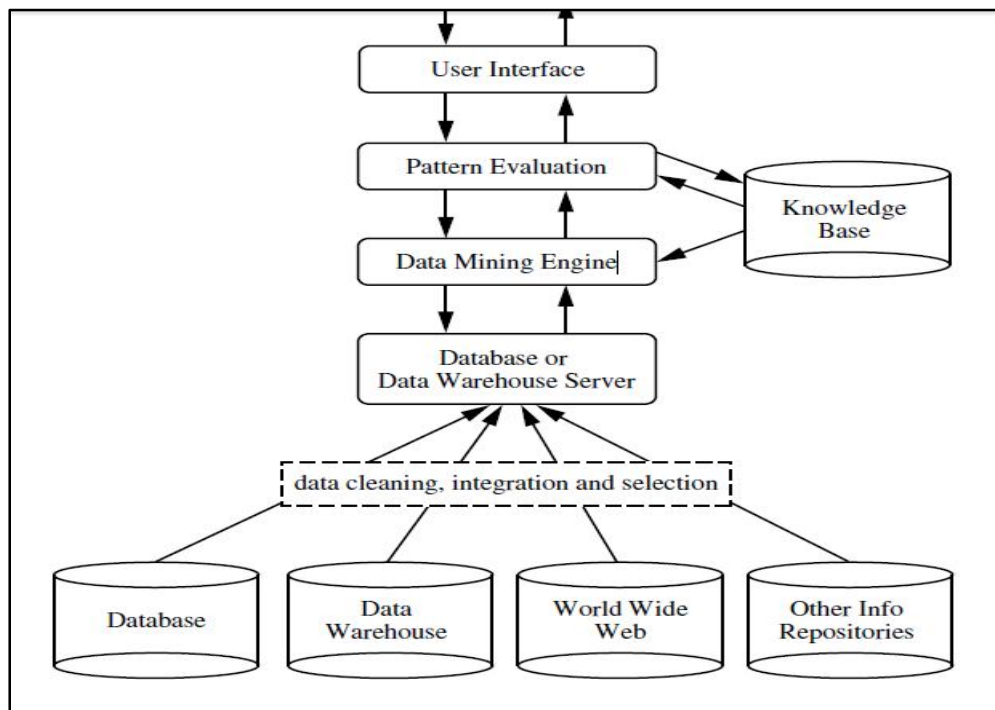 User Interface
Pattern Evaluation
Knowledge
Base
Data Mining Engine
Database or
Data Warehouse Server
data cleaning, integration and selection
Database
Data
Warehouse
World Wide
Web
Other Info
Repositories